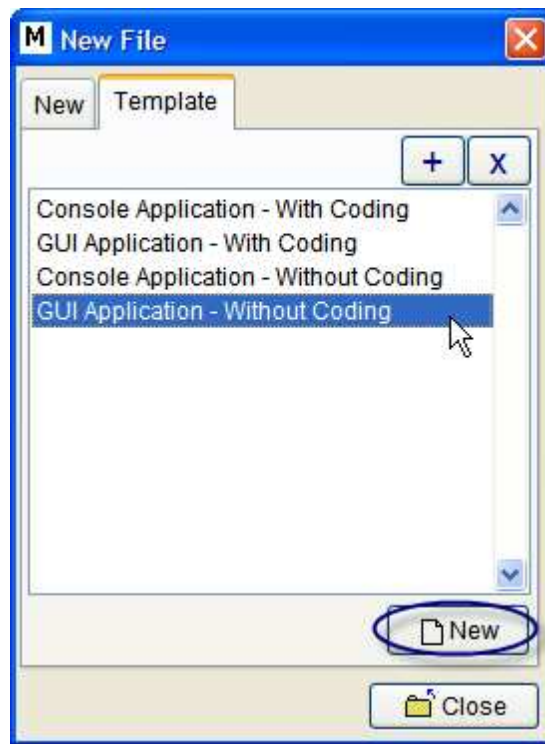 M New File
New Template
+ x
Console Application - With Coding
GUI Application - With Coding
Console Application - Without Coding
GUI Application - Without Coding
New
Close